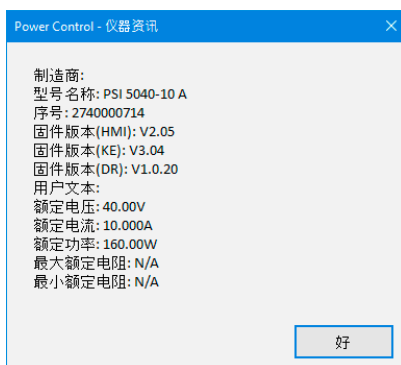 Power Control - 仪器资讯
制造商:
型号名称: PSI 5040-10 A
序号: 2740000714
固件版本(HMI): V2.05
固件版本(KE): V3.04
固件版本(DR): V1.0.20
用户文本:
额定电压: 40.00V
额定电流: 10.000A
额定功率: 160.00W
最大额定电阻: N/A
最小额定电阻: N/A
好